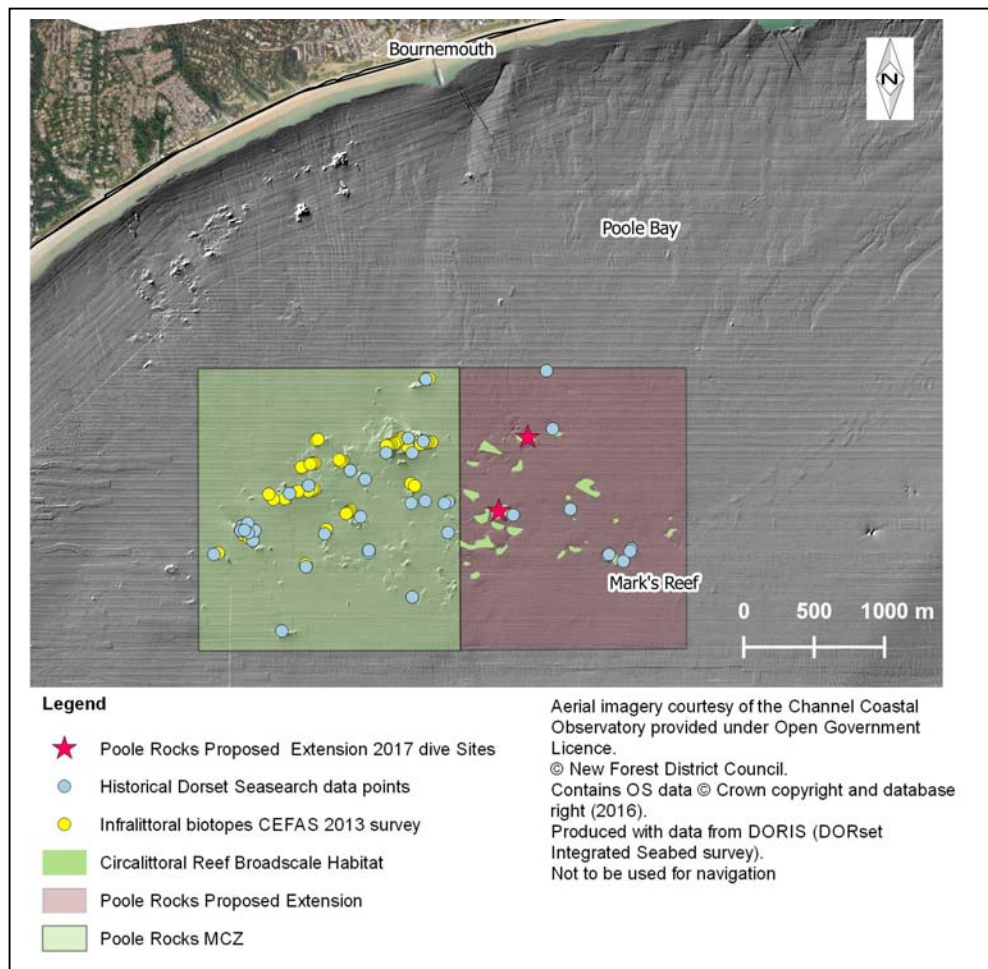 Bournemouth
N
Poole Bay
Mark's Reef
0 500 1000 m
Legend
Poole Rocks Proposed Extension 2017 dive Sites
Historical Dorset Seasearch data points
Infralittoral biotopes CEFAS 2013 survey
Circalittoral Reef Broadscale Habitat
Poole Rocks Proposed Extension
Poole Rocks MCZ
Aerial imagery courtesy of the Channel Coastal
Observatory provided under Open Government
Licence.
© New Forest District Council.
Contains OS data © Crown copyright and database
right (2016).
Produced with data from DORIS (DORset
Integrated Seabed survey).
Not to be used for navigation